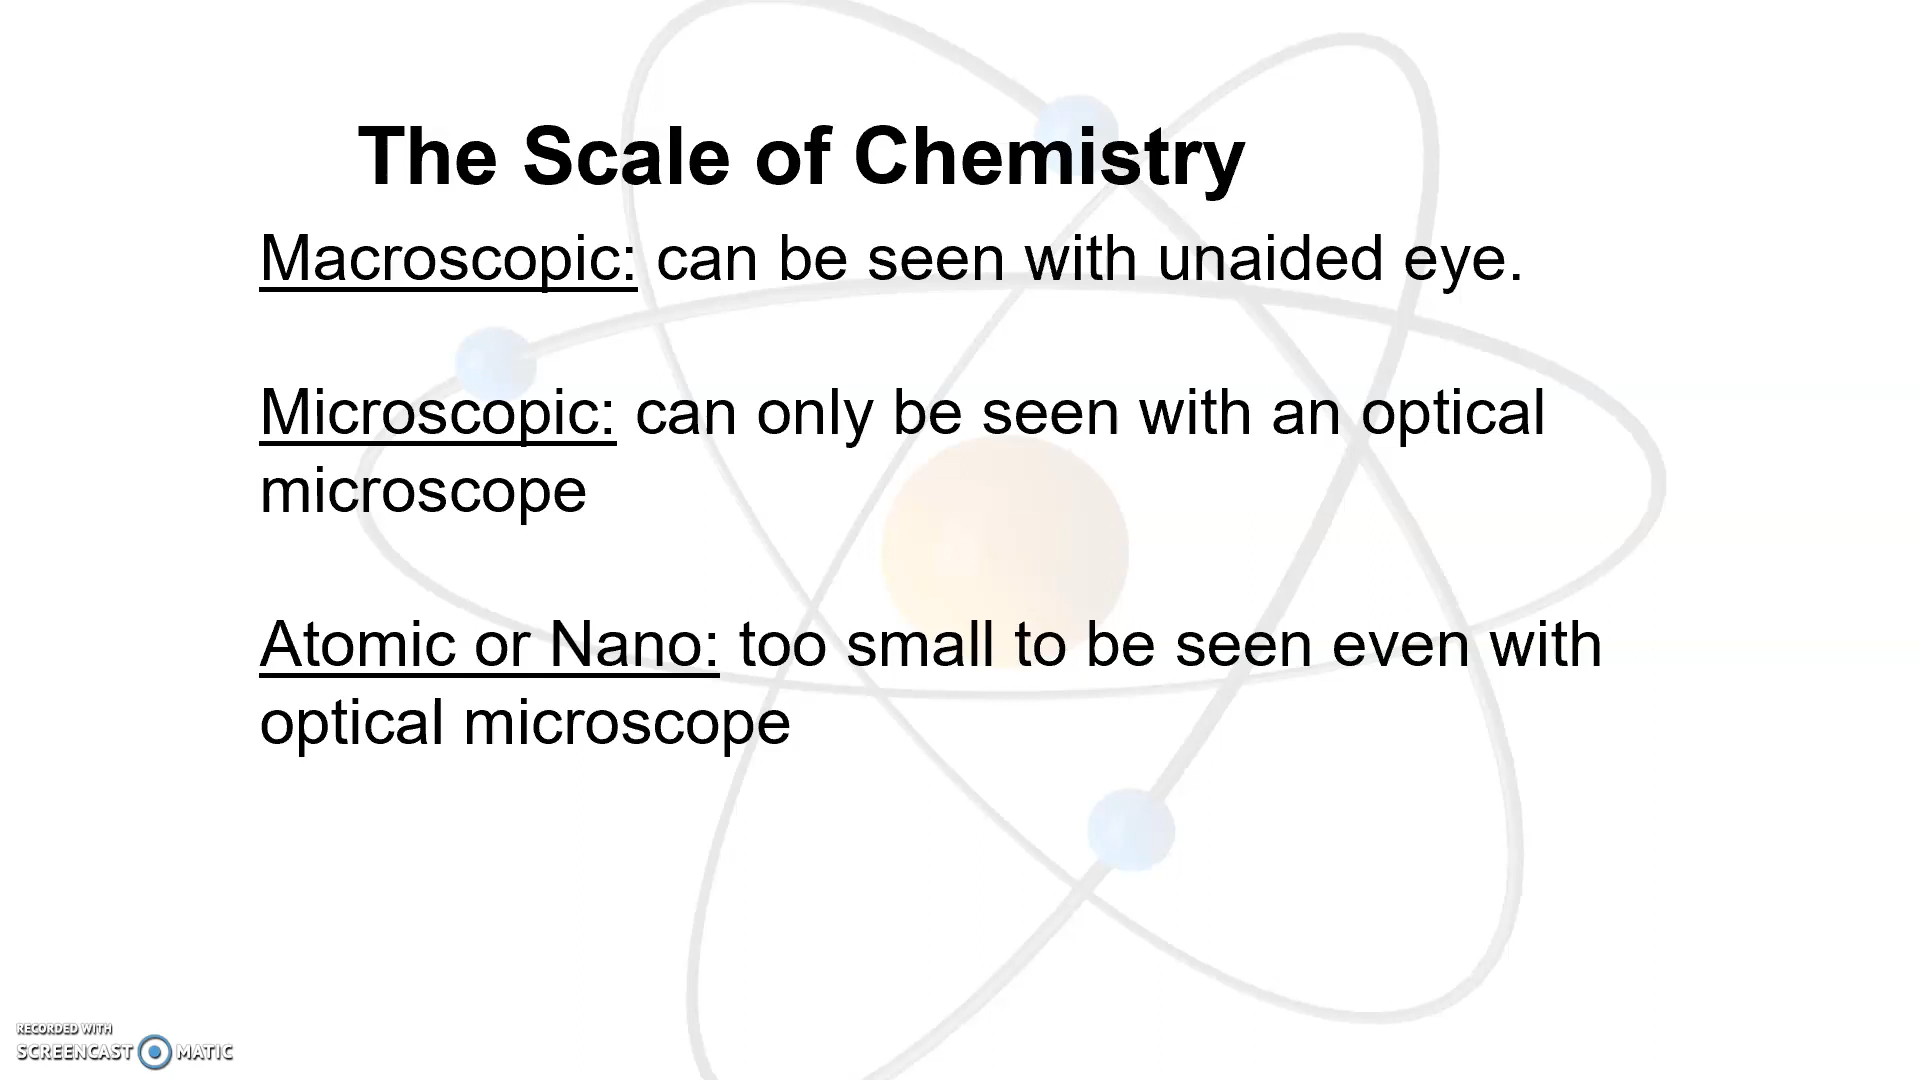 The Scale of Chemistry
Macroscopic: can be seen with unaided eye.
Microscopic: can only be seen with an optical
microscope
Atomic or Nano: too small to be seen even with
optical microscope
RECORDED WITH
SCREENCAST MATIC